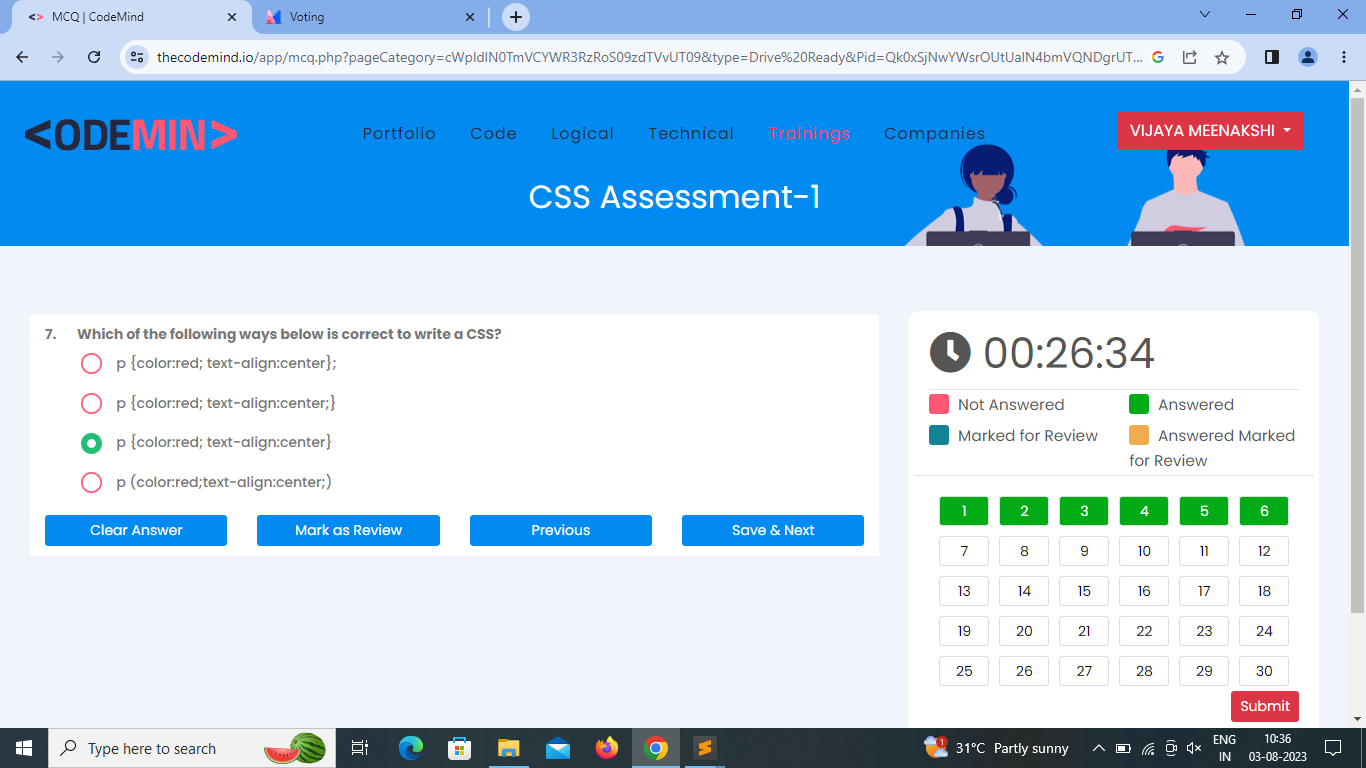 MCQ | CodeMind
Voting
thecodemind.io/app/mcq.php?pageCategory=cWpIdlN0TmVCYWR3RzRoS09zdTVvUT09&type=Drive%20Ready&Pid=Qk0xSjNwYWsrOUtUalN4bmVQNDgrUT...
<ODEMIN>
Portfolio
Code
Logical
Technical
Trainings
Companies
VIJAYA MEENAKSHI
CSS Assessment-1
7. Which of the following ways below is correct to write a CSS?
p {color:red; text-align:center};
p {color:red; text-align:center;}
p {color:red; text-align:center}
p (color:red;text-align:center;)
Clear Answer
Mark as Review
Previous
Save & Next
00:26:34
Not Answered
Answered
Marked for Review
Answered Marked
for Review
1 2 3 4 5 6
7 8 9 10 11 12
13 14 15 16 17 18
19 20 21 22 23 24
25 26 27 28 29 30
Submit
Type here to search
1
31°C Partly sunny
ENG
IN
10:36
03-08-2023